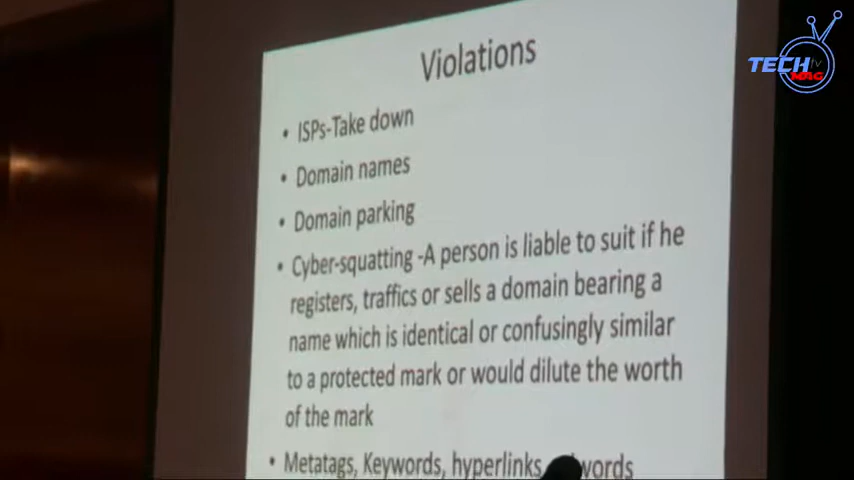 Violations
• ISPs-Take down
• Domain names
• Domain parking
• Cyber-squatting -A person is liable to suit if he
registers, traffics or sells a domain bearing a
name which is identical or confusingly similar
to a protected mark or would dilute the worth
of the mark
• Metatags, Keywords, hyperlinks
TECH tv
MAG